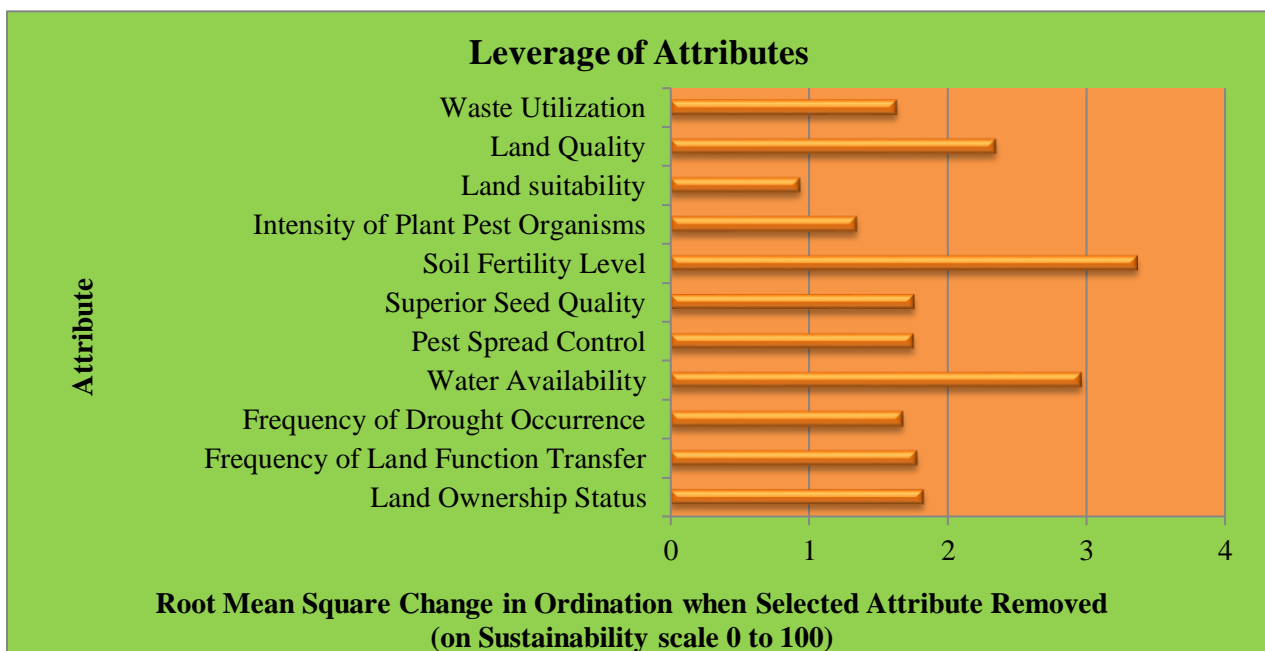 Leverage of Attributes
Waste Utilization
Land Quality
Land suitability
Intensity of Plant Pest Organisms
Soil Fertility Level
Superior Seed Quality
Pest Spread Control
Water Availability
Frequency of Drought Occurrence
Frequency of Land Function Transfer
Land Ownership Status
Attribute
0 1 2 3 4
Root Mean Square Change in Ordination when Selected Attribute Removed
(on Sustainability scale 0 to 100)